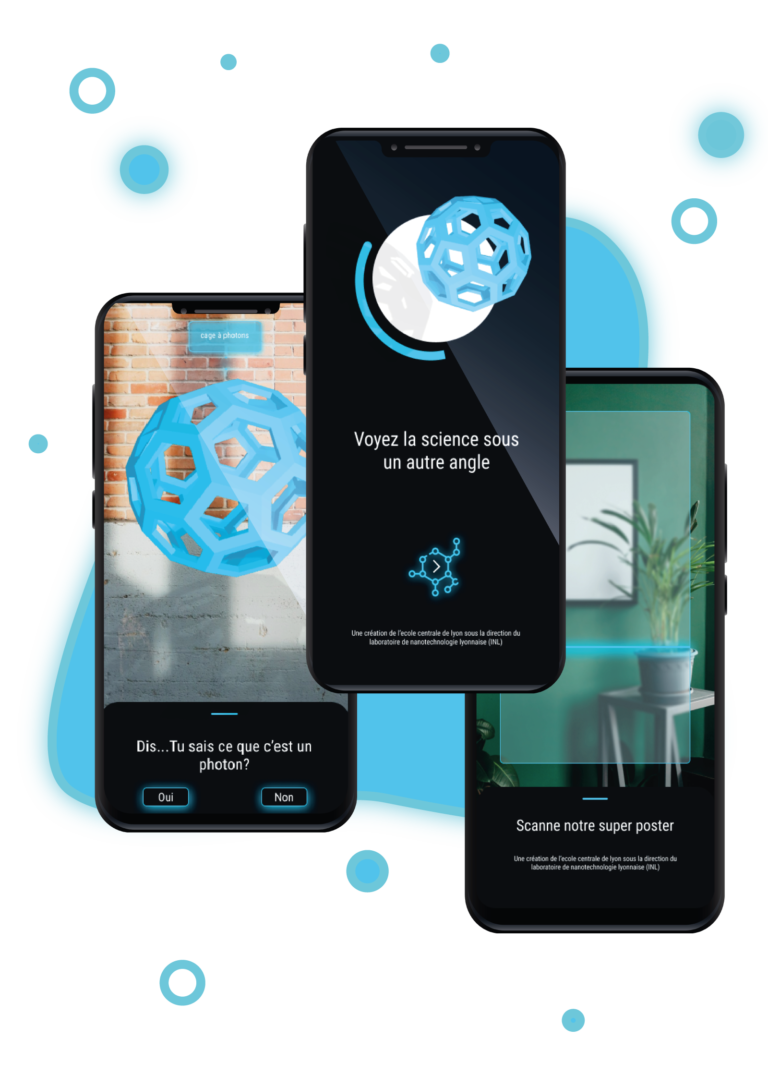 cage à photons
Dis...Tu sais ce que c'est un
photon?
Oui
Non
Voyez la science sous
un autre angle
Une création de l'ecole centrale de lyon sous la direction du
laboratoire de nanotechnologie lyonnaise (INL)
Scanne notre super poster
Une création de l'ecole centrale de lyon sous la direction du
laboratoire de nanotechnologie lyonnaise (INL)